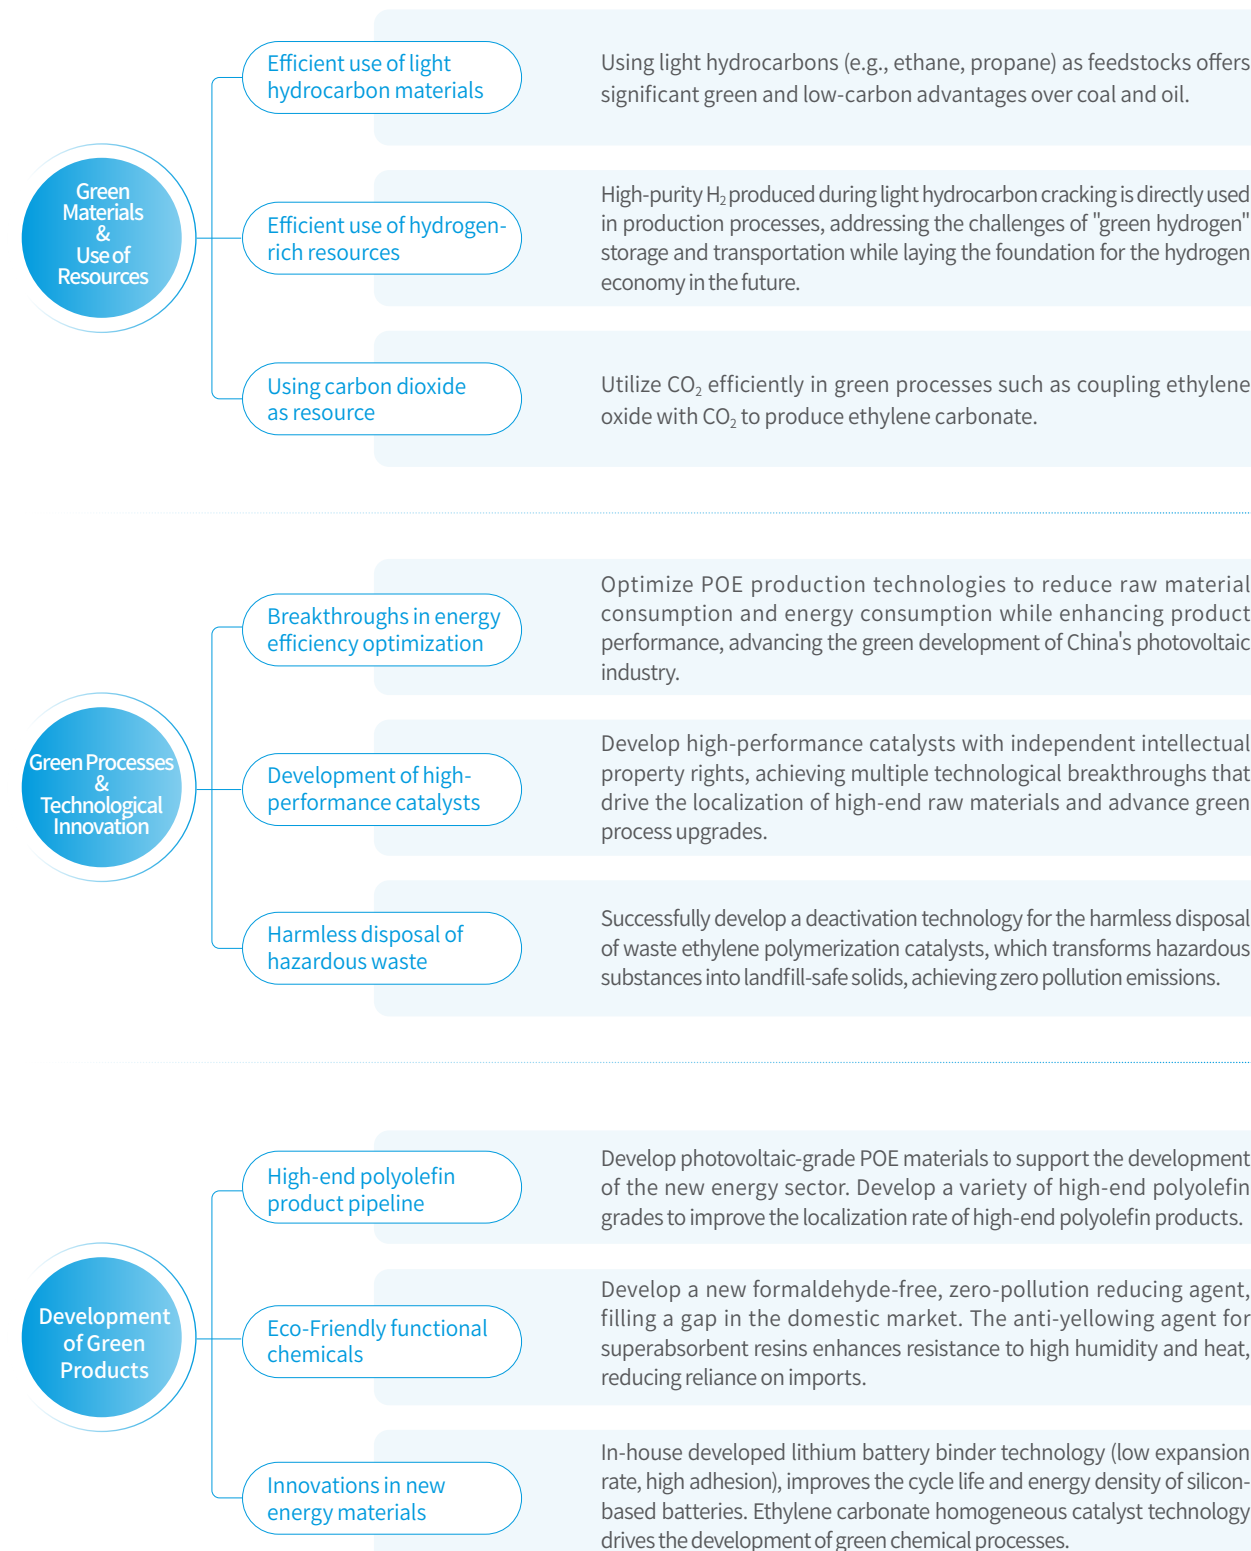 Green
Materials
&
Use of
Resources
Efficient use of light
hydrocarbon materials
Using light hydrocarbons (e.g., ethane, propane) as feedstocks offers
significant green and low-carbon advantages over coal and oil.
Efficient use of hydrogen-
rich resources
High-purity H₂ produced during light hydrocarbon cracking is directly used
in production processes, addressing the challenges of "green hydrogen"
storage and transportation while laying the foundation for the hydrogen
economy in the future.
Using carbon dioxide
as resource
Utilize CO₂ efficiently in green processes such as coupling ethylene
oxide with CO₂ to produce ethylene carbonate.
Green Processes
&
Technological
Innovation
Breakthroughs in energy
efficiency optimization
Optimize POE production technologies to reduce raw material
consumption and energy consumption while enhancing product
performance, advancing the green development of China's photovoltaic
industry.
Development of high-
performance catalysts
Develop high-performance catalysts with independent intellectual
property rights, achieving multiple technological breakthroughs that
drive the localization of high-end raw materials and advance green
process upgrades.
Harmless disposal of
hazardous waste
Successfully develop a deactivation technology for the harmless disposal
of waste ethylene polymerization catalysts, which transforms hazardous
substances into landfill-safe solids, achieving zero pollution emissions.
Development
of Green
Products
High-end polyolefin
product pipeline
Develop photovoltaic-grade POE materials to support the development
of the new energy sector. Develop a variety of high-end polyolefin
grades to improve the localization rate of high-end polyolefin products.
Eco-Friendly functional
chemicals
Develop a new formaldehyde-free, zero-pollution reducing agent,
filling a gap in the domestic market. The anti-yellowing agent for
superabsorbent resins enhances resistance to high humidity and heat,
reducing reliance on imports.
Innovations in new
energy materials
In-house developed lithium battery binder technology (low expansion
rate, high adhesion), improves the cycle life and energy density of silicon-
based batteries. Ethylene carbonate homogeneous catalyst technology
drives the development of green chemical processes.